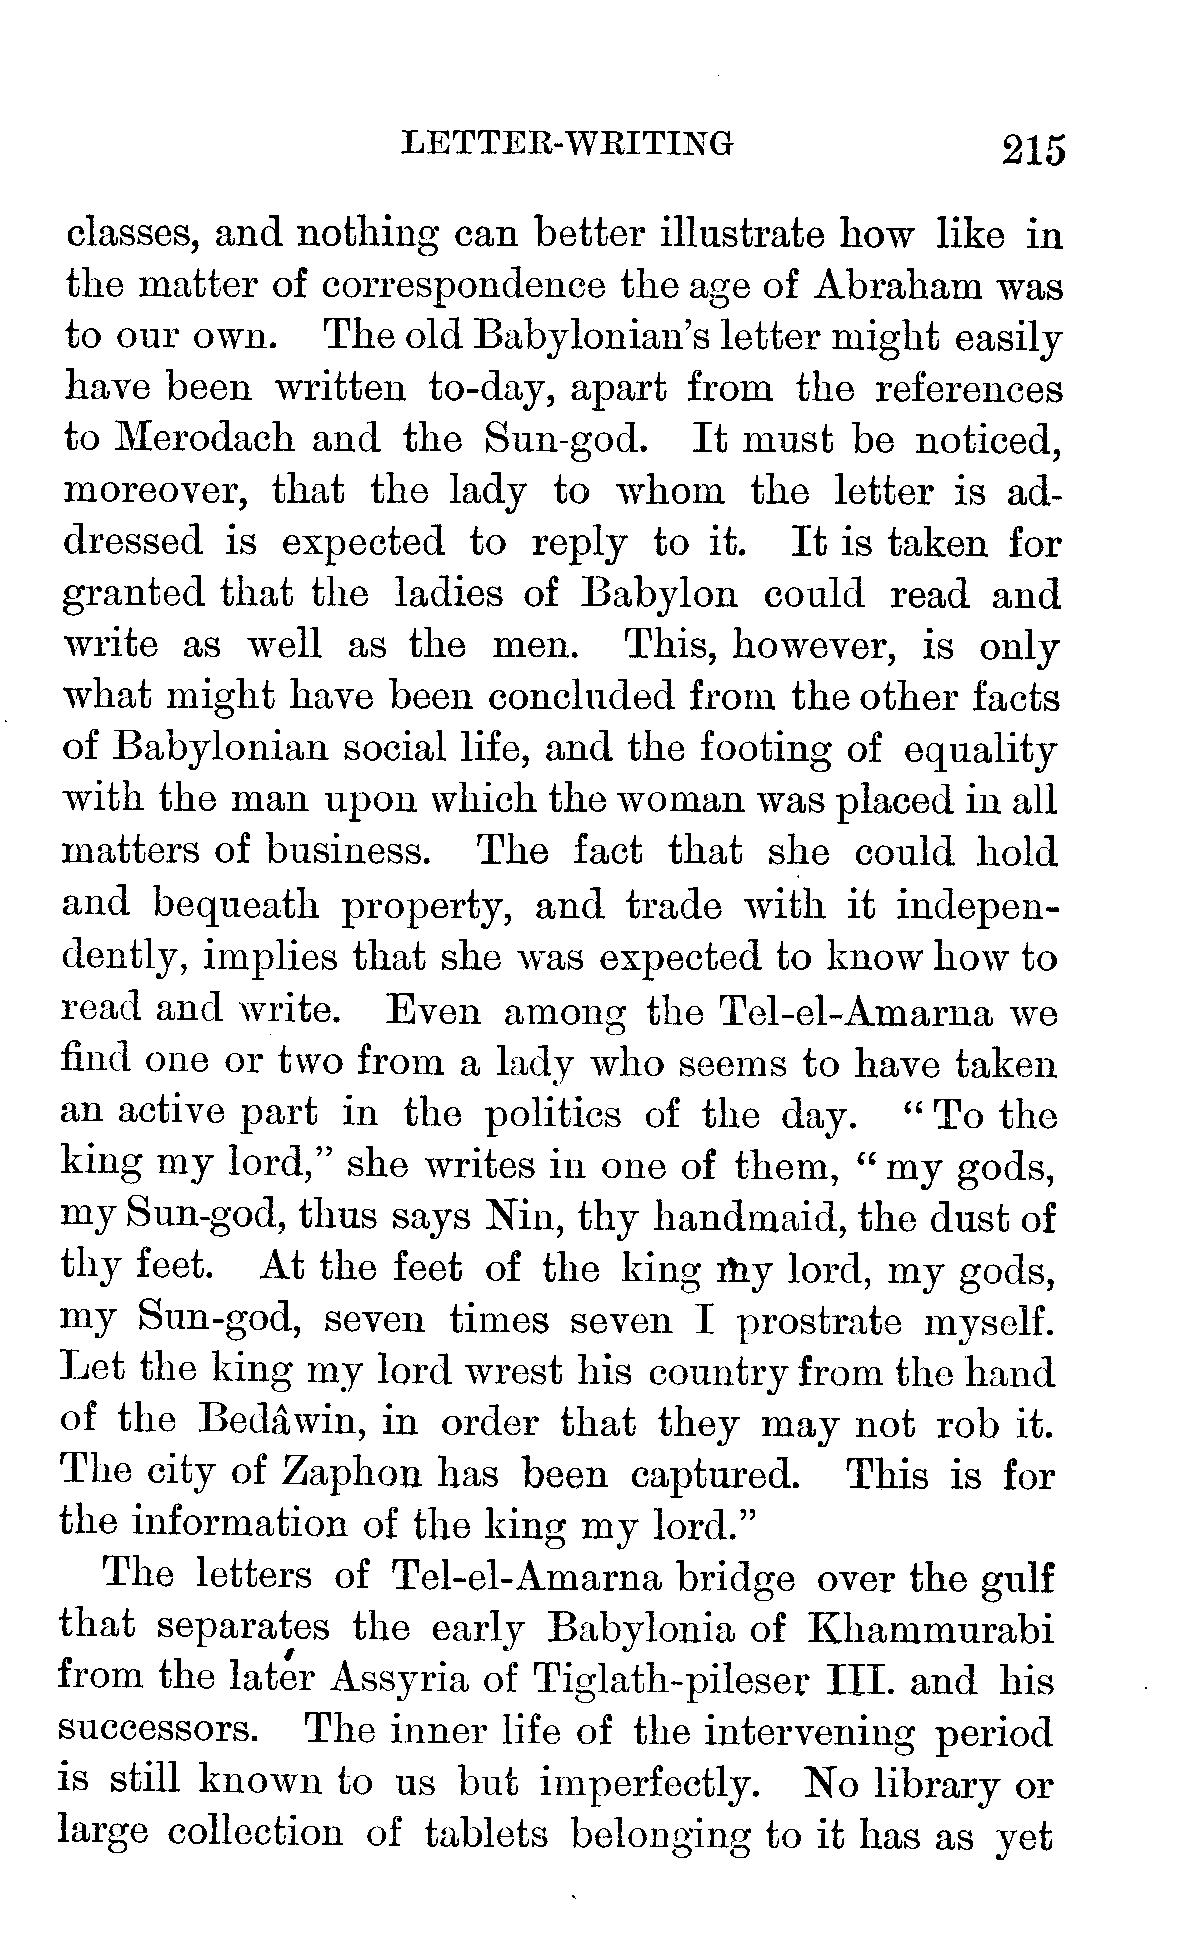 LETTER-WRITING 215
classes, and nothing can better illustrate how like in
the matter of correspondence the age of Abraham was
to our own. The old Babylonian's letter might easily
have been written to-day, apart from the references
to Merodach and the Sun-god. It must be noticed,
moreover, that the lady to whom the letter is ad-
dressed is expected to reply to it. It is taken for
granted that the ladies of Babylon could read and
write as well as the men. This, however, is only
what might have been concluded from the other facts
of Babylonian social life, and the footing of equality
with the man upon which the woman was placed in all
matters of business. The fact that she could hold
and bequeath property, and trade with it indepen-
dently, implies that she was expected to know how to
read and write. Even among the Tel-el-Amarna we
find one or two from a lady who seems to have taken
an active part in the politics of the day. "To the
king my lord," she writes in one of them, "my gods,
my Sun-god, thus says Nin, thy handmaid, the dust of
thy feet. At the feet of the king my lord, my gods,
my Sun-god, seven times seven I prostrate myself.
Let the king my lord wrest his country from the hand
of the Bedâwin, in order that they may not rob it.
The city of Zaphon has been captured. This is for
the information of the king my lord."
The letters of Tel-el-Amarna bridge over the gulf
that separates the early Babylonia of Khammurabi
from the later Assyria of Tiglath-pileser III. and his
successors. The inner life of the intervening period
is still known to us but imperfectly. No library or
large collection of tablets belonging to it has as yet